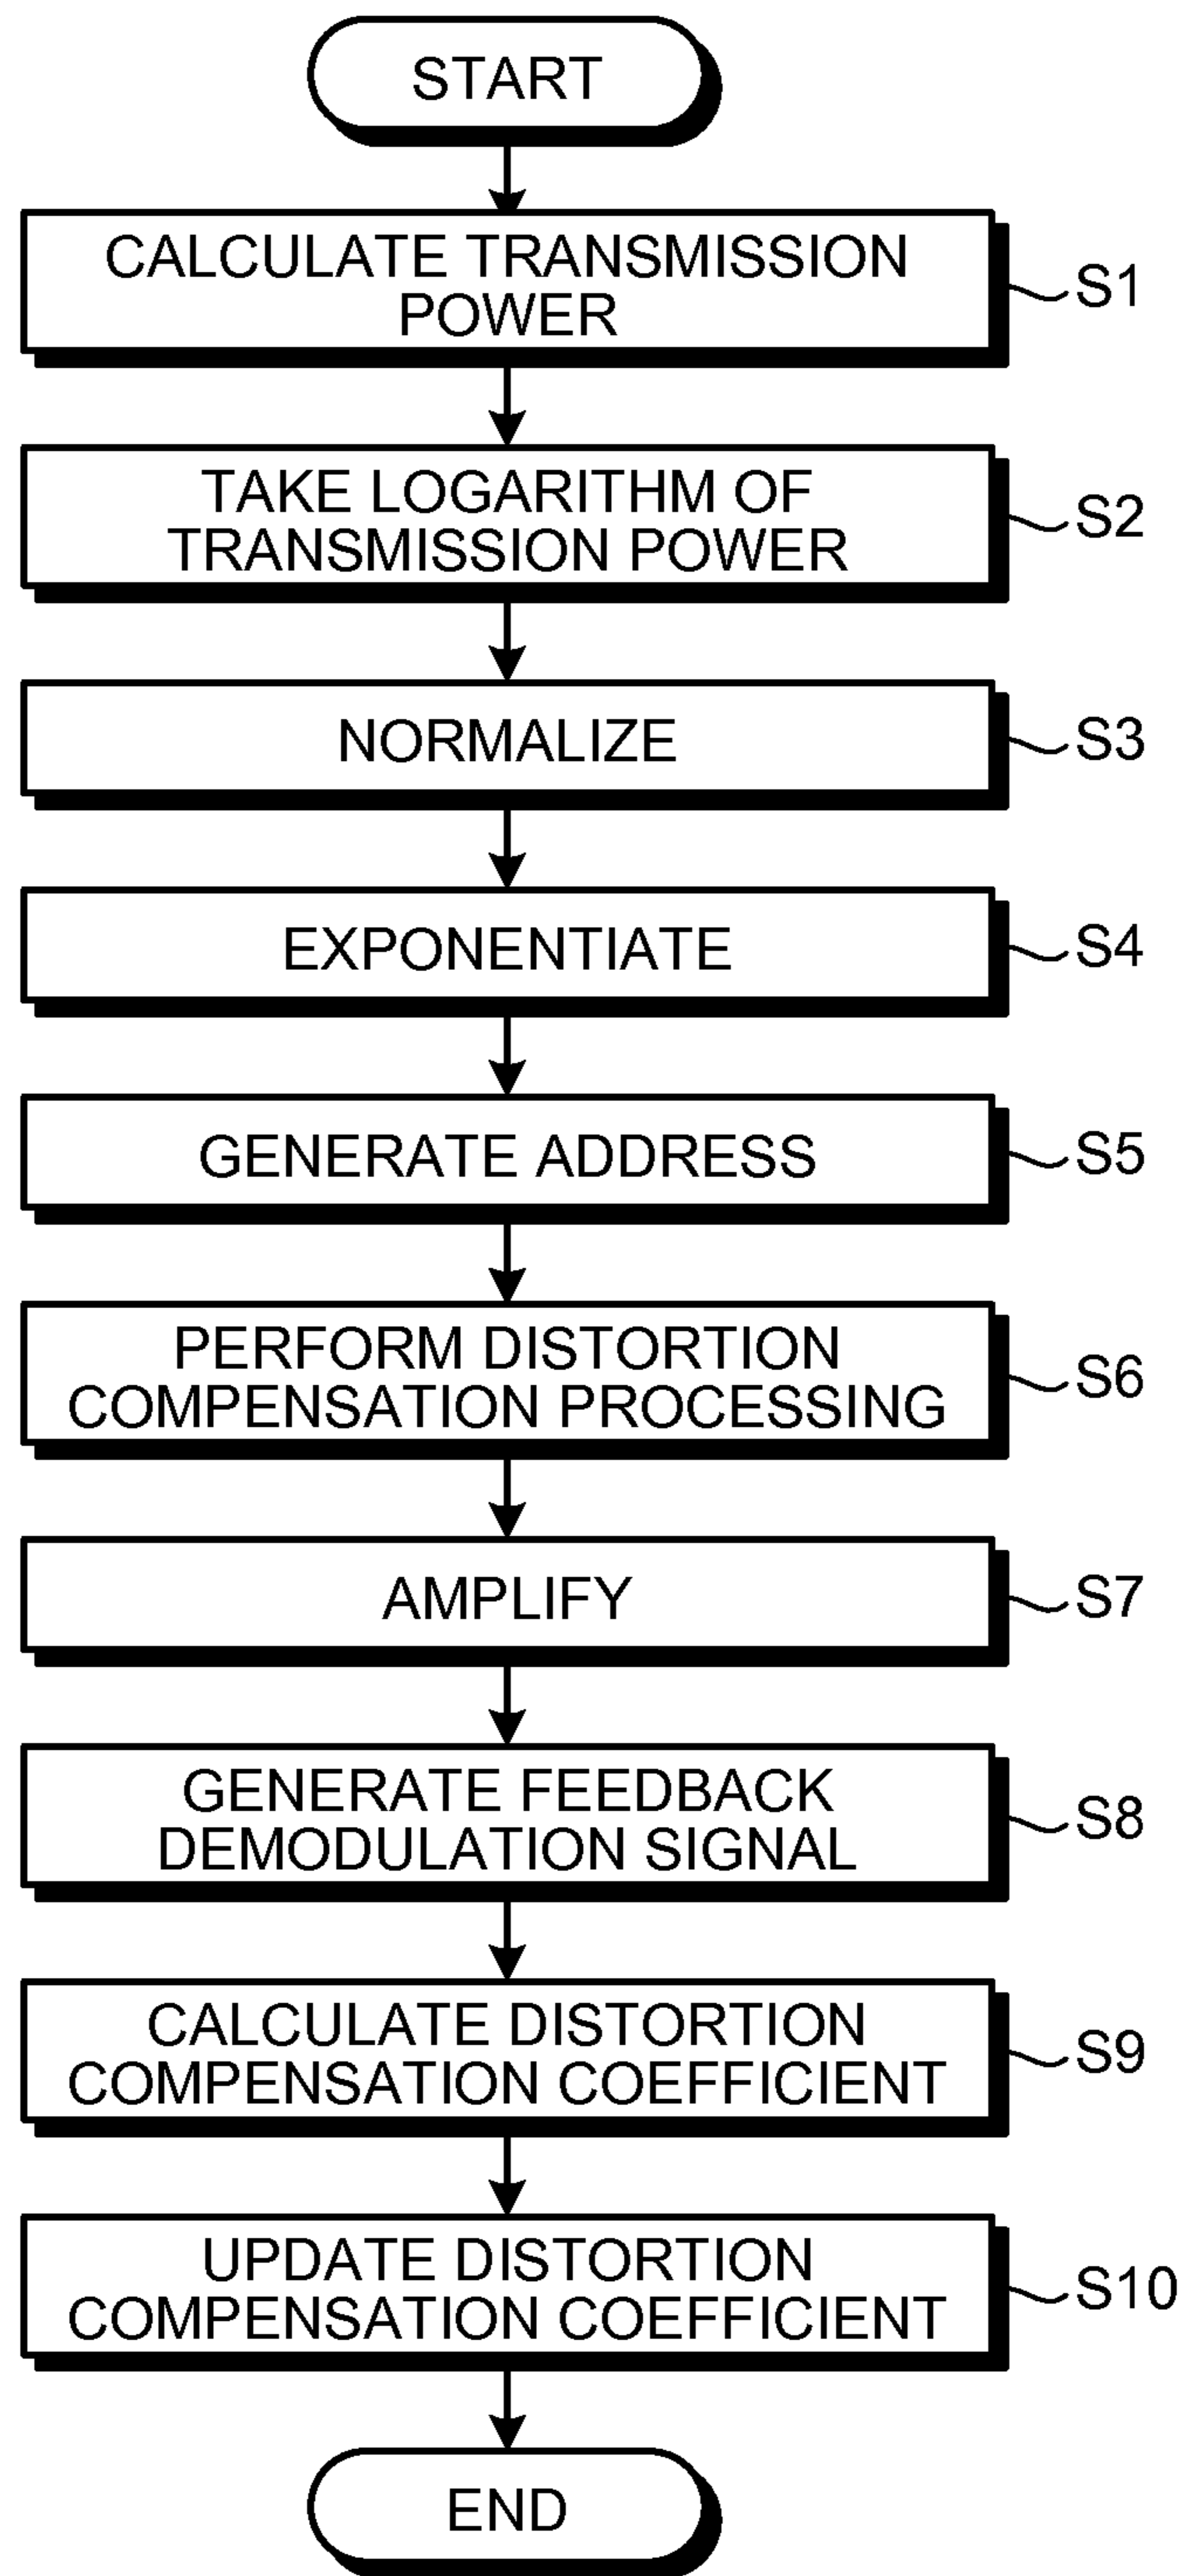 START
CALCULATE TRANSMISSION
POWER
S1
TAKE LOGARITHM OF
TRANSMISSION POWER
S2
NORMALIZE
S3
EXPONENTIATE
S4
GENERATE ADDRESS
S5
PERFORM DISTORTION
COMPENSATION PROCESSING
S6
AMPLIFY
S7
GENERATE FEEDBACK
DEMODULATION SIGNAL
S8
CALCULATE DISTORTION
COMPENSATION COEFFICIENT
S9
UPDATE DISTORTION
COMPENSATION COEFFICIENT
S10
END